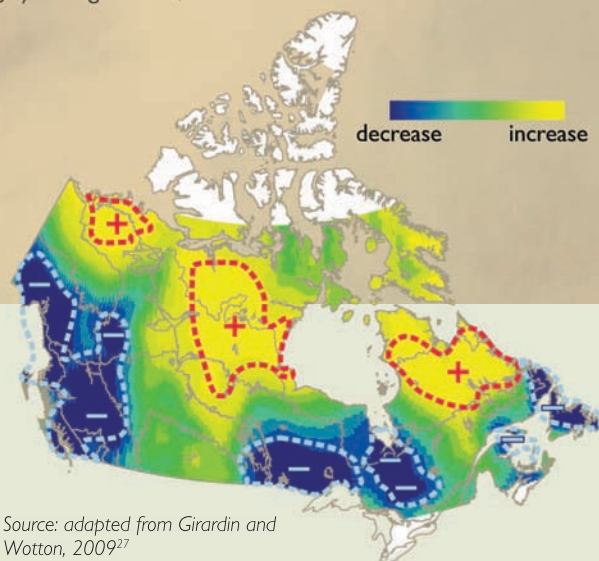 decrease increase
+
+
+
Source: adapted from Girardin and
Wotton, 2009²⁷